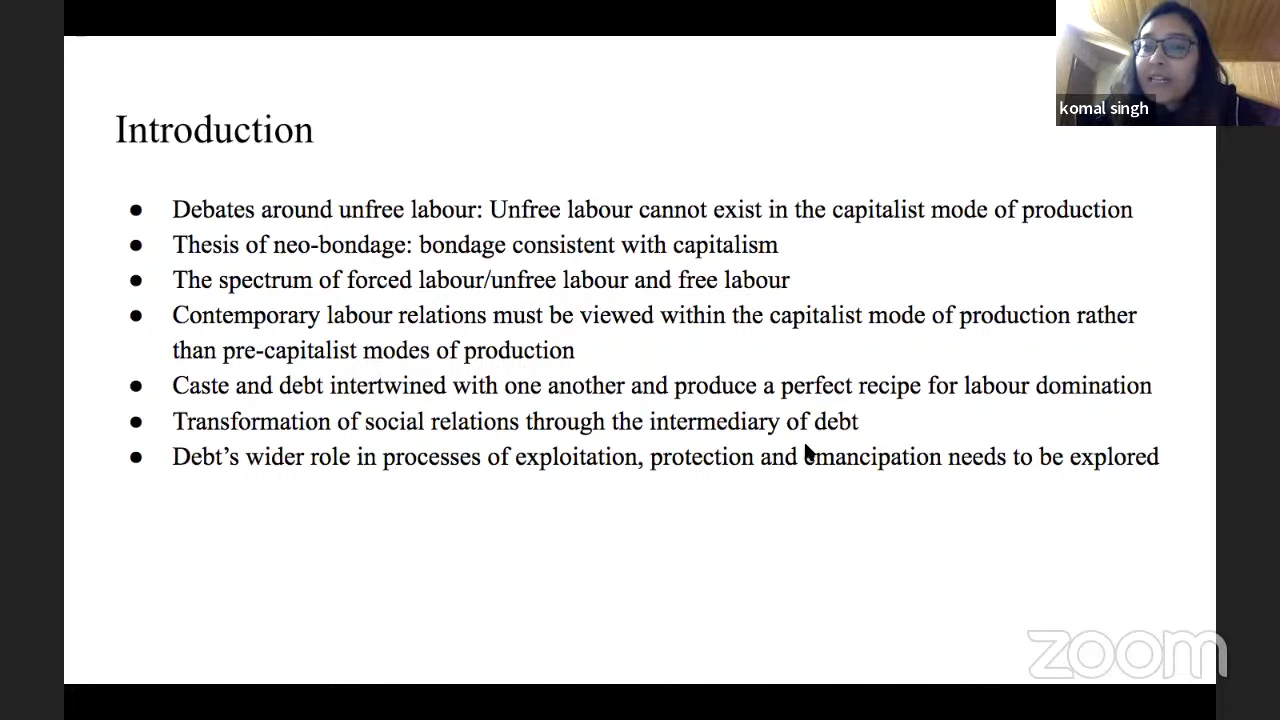 komal singh
Introduction
● Debates around unfree labour: Unfree labour cannot exist in the capitalist mode of production
● Thesis of neo-bondage: bondage consistent with capitalism
● The spectrum of forced labour/unfree labour and free labour
● Contemporary labour relations must be viewed within the capitalist mode of production rather
than pre-capitalist modes of production
● Caste and debt intertwined with one another and produce a perfect recipe for labour domination
● Transformation of social relations through the intermediary of debt
● Debt’s wider role in processes of exploitation, protection and emancipation needs to be explored
zoom